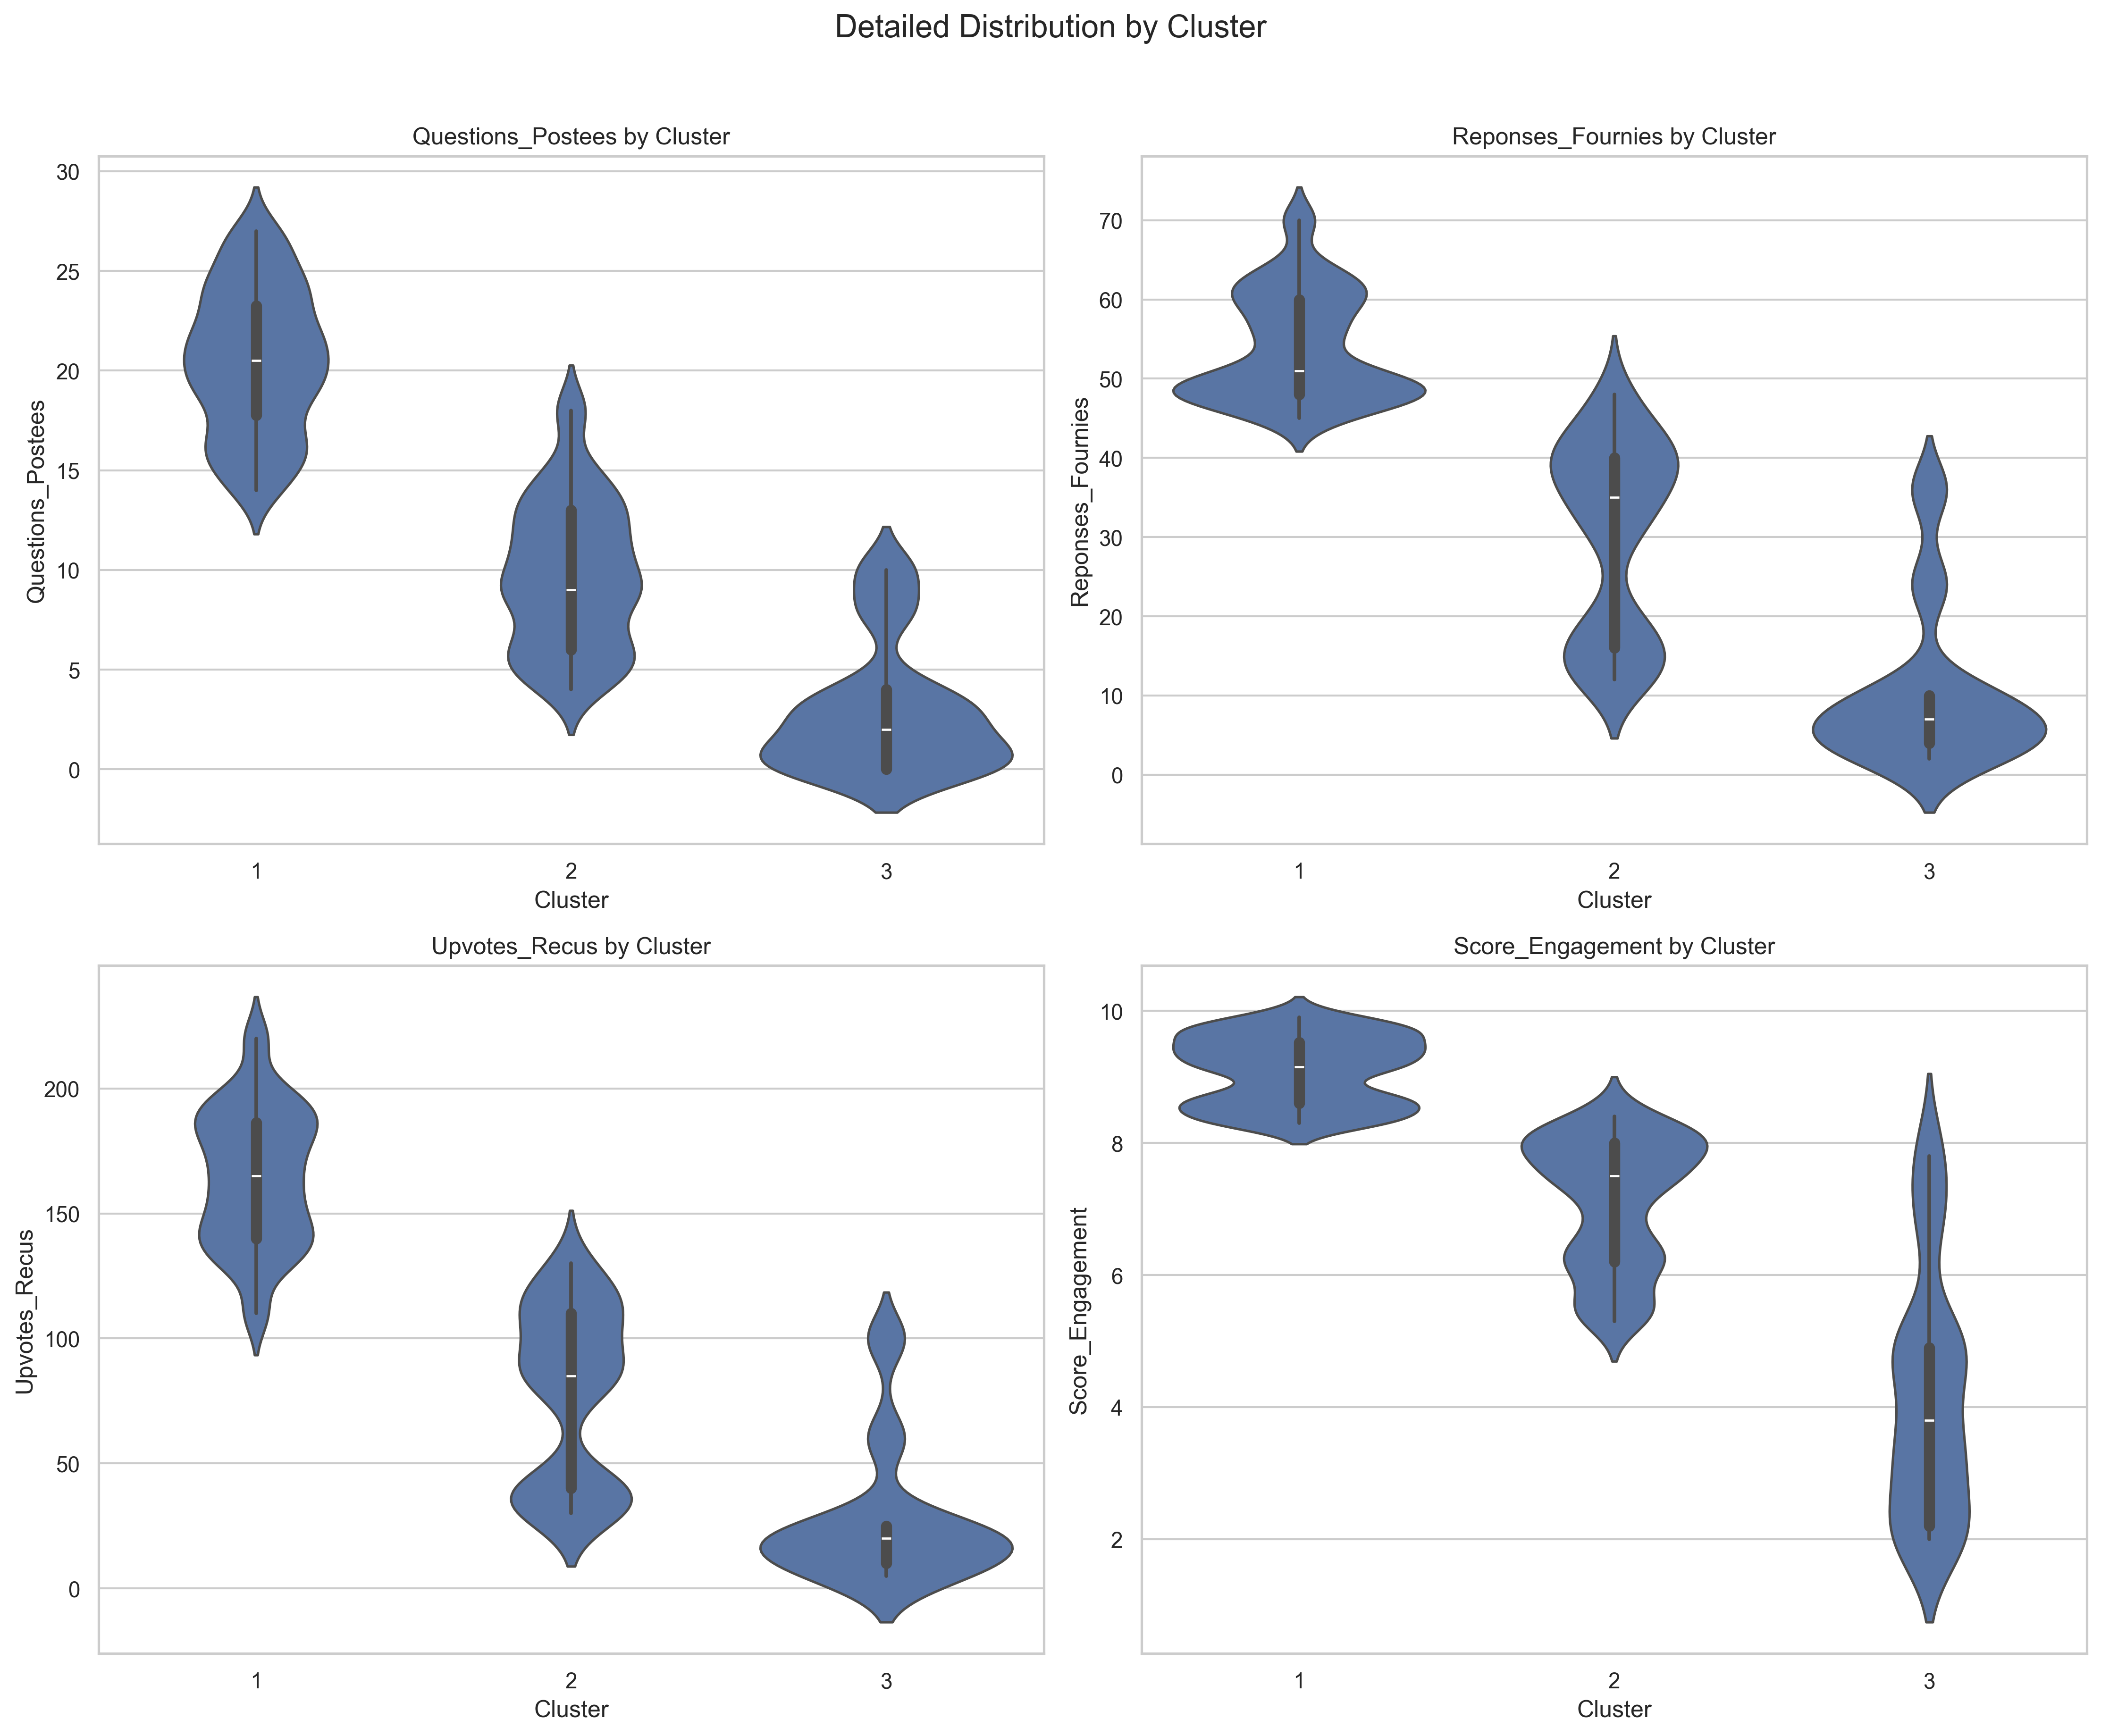 Detailed Distribution by Cluster
Questions_Postees by Cluster
30
25
20
15
10
5
0
Questions_Postees
1 2 3
Cluster
Reponses_Fournies by Cluster
70
60
50
40
30
20
10
0
Reponses_Fournies
1 2 3
Cluster
Upvotes_Recus by Cluster
200
150
100
50
0
Upvotes_Recus
1 2 3
Cluster
Score_Engagement by Cluster
10
8
6
4
2
Score_Engagement
1 2 3
Cluster